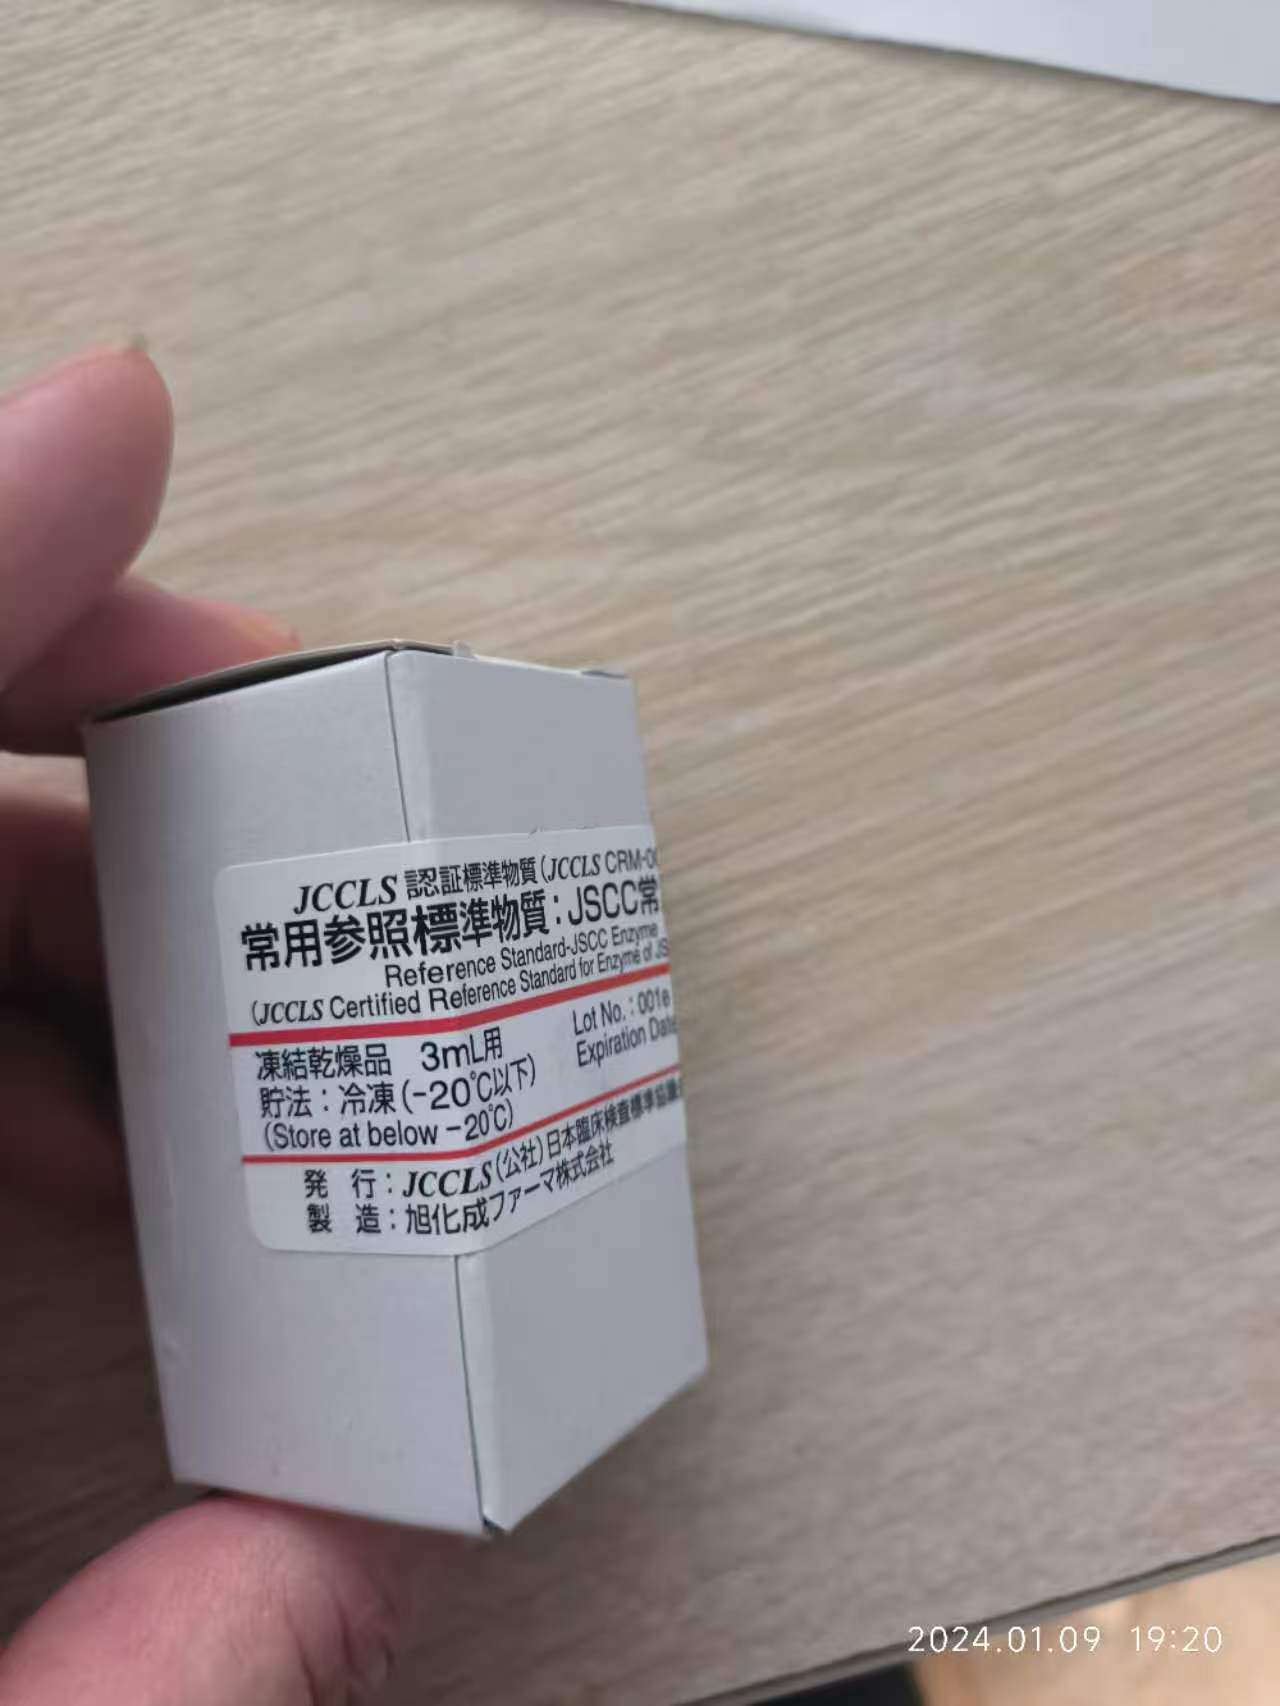 JCCLS 認証標準物質(JCCLS CRM-00
常用参照標準物質:JSCC常
Reference Standard-JSCC Enzyme
(JCCLS Certified Reference Standard for Enzyme of JS
凍結乾燥品 3mL用
Lot No. : 001e
貯法:冷凍(-20℃以下)
Expiration Date
(Store at below -20℃)
発 行:JCCLS(公社)日本臨床検査標準協議
製 造:旭化成ファーマ株式会社
2024.01.09 19:20